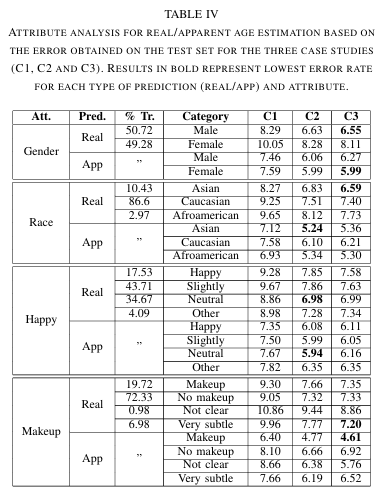 TABLE IV
ATTRIBUTE ANALYSIS FOR REAL/APPARENT AGE ESTIMATION BASED ON
THE ERROR OBTAINED ON THE TEST SET FOR THE THREE CASE STUDIES
(C1, C2 AND C3). RESULTS IN BOLD REPRESENT LOWEST ERROR RATE
FOR EACH TYPE OF PREDICTION (REAL/APP) AND ATTRIBUTE.
Att. Pred. % Tr. Category C1 C2 C3
Gender Real 50.72 Male 8.29 6.63 6.55
49.28 Female 10.05 8.28 8.11
App ” Male 7.46 6.06 6.27
Female 7.59 5.99 5.99
Race Real 10.43 Asian 8.27 6.83 6.59
86.6 Caucasian 9.25 7.51 7.40
2.97 Afroamerican 9.65 8.12 7.73
App ” Asian 7.12 5.24 5.36
Caucasian 7.58 6.10 6.21
Afroamerican 6.93 5.34 5.30
Happy Real 17.53 Happy 9.28 7.85 7.58
43.71 Slightly 9.67 7.86 7.63
34.67 Neutral 8.86 6.98 6.99
4.09 Other 8.98 7.28 7.34
App ” Happy 7.35 6.08 6.11
Slightly 7.50 5.99 6.05
Neutral 7.67 5.94 6.16
Other 7.82 6.35 6.35
Makeup Real 19.72 Makeup 9.30 7.66 7.35
72.33 No makeup 9.05 7.32 7.33
0.98 Not clear 10.86 9.44 8.86
6.98 Very subtle 9.96 7.77 7.20
App ” Makeup 6.40 4.77 4.61
No makeup 8.10 6.66 6.92
Not clear 8.66 6.38 5.76
Very subtle 7.66 6.19 6.52